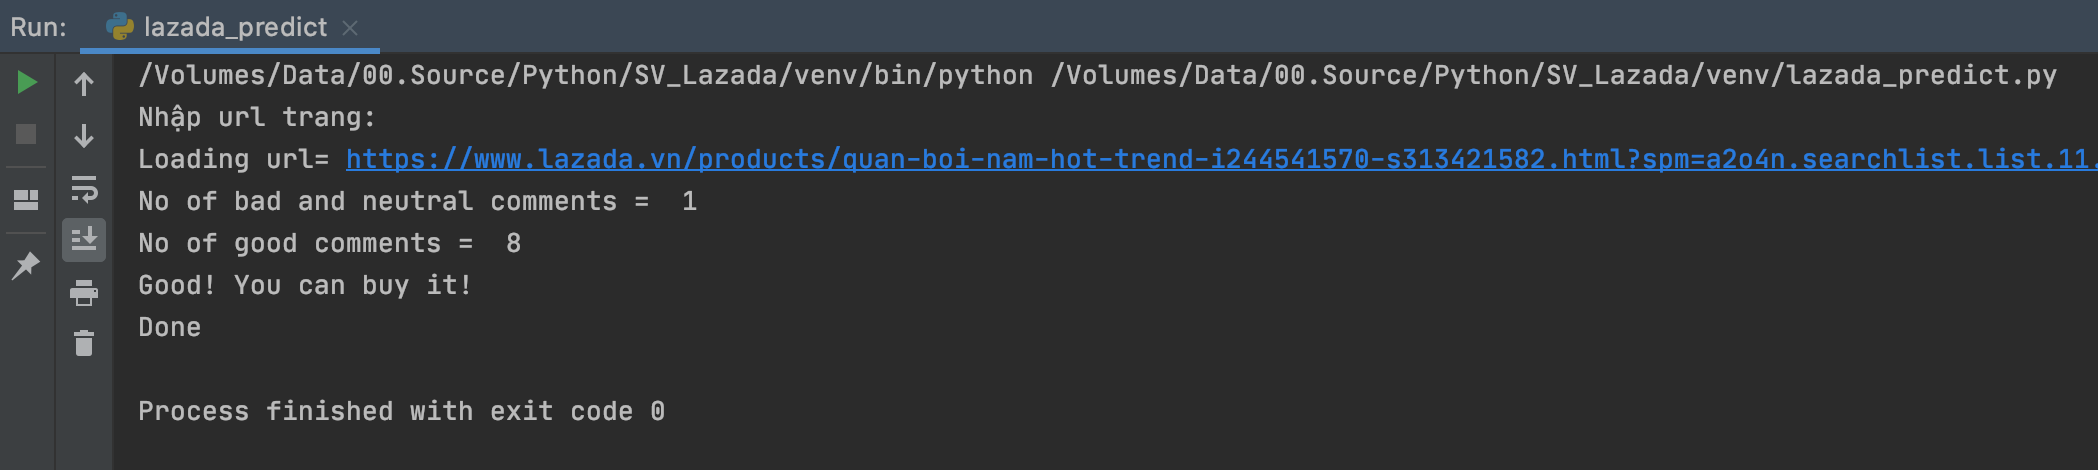 Run: lazada_predict
/Volumes/Data/00.Source/Python/SV_Lazada/venv/bin/python /Volumes/Data/00.Source/Python/SV_Lazada/venv/lazada_predict.py
Nhập url trang:
Loading url= https://www.lazada.vn/products/quan-boi-nam-hot-trend-i244541570-s313421582.html?spm=a2o4n.searchlist.list.11.
No of bad and neutral comments =  1
No of good comments =  8
Good! You can buy it!
Done
Process finished with exit code 0